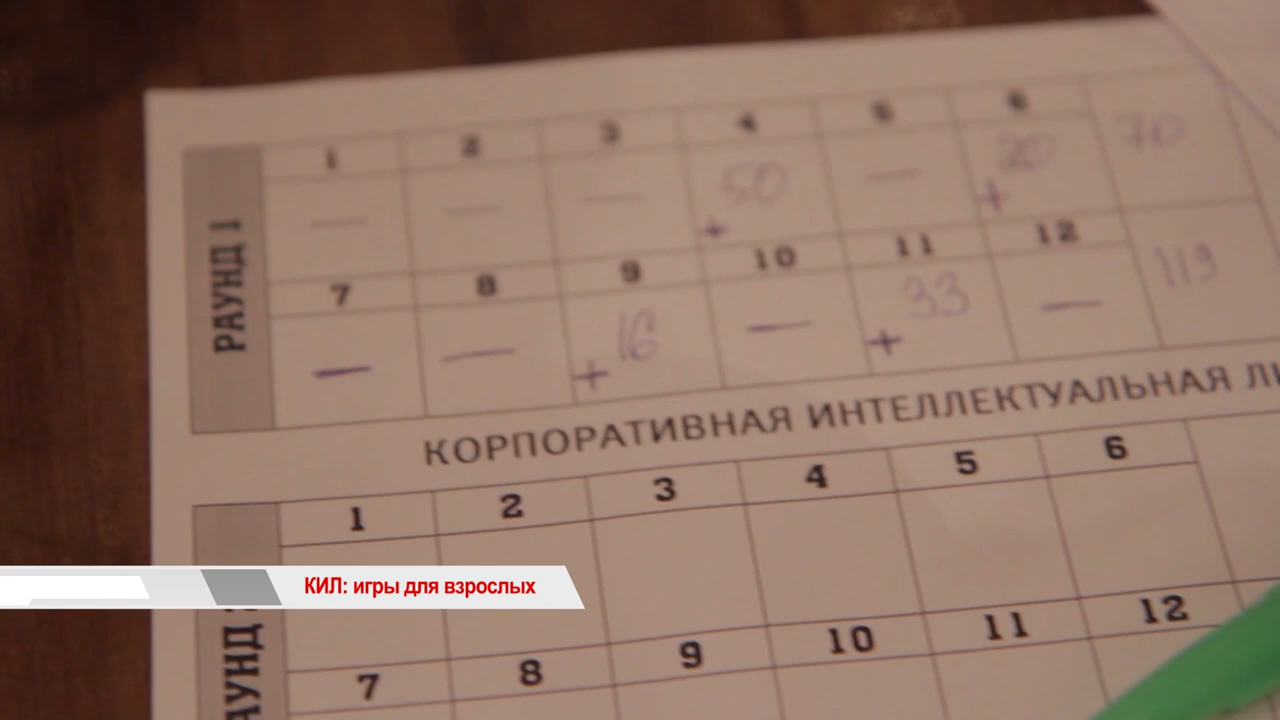 РАУНД 1
1 2 3 4 5 6
— — — + 50 — + 20 70
7 8 9 10 11 12
— — + 16 — + 33 — 119
КОРПОРАТИВНАЯ ИНТЕЛЛЕКТУАЛЬНАЯ
1 2 3 4 5 6
КИЛ: игры для взрослых
7 8 9 10 11 12